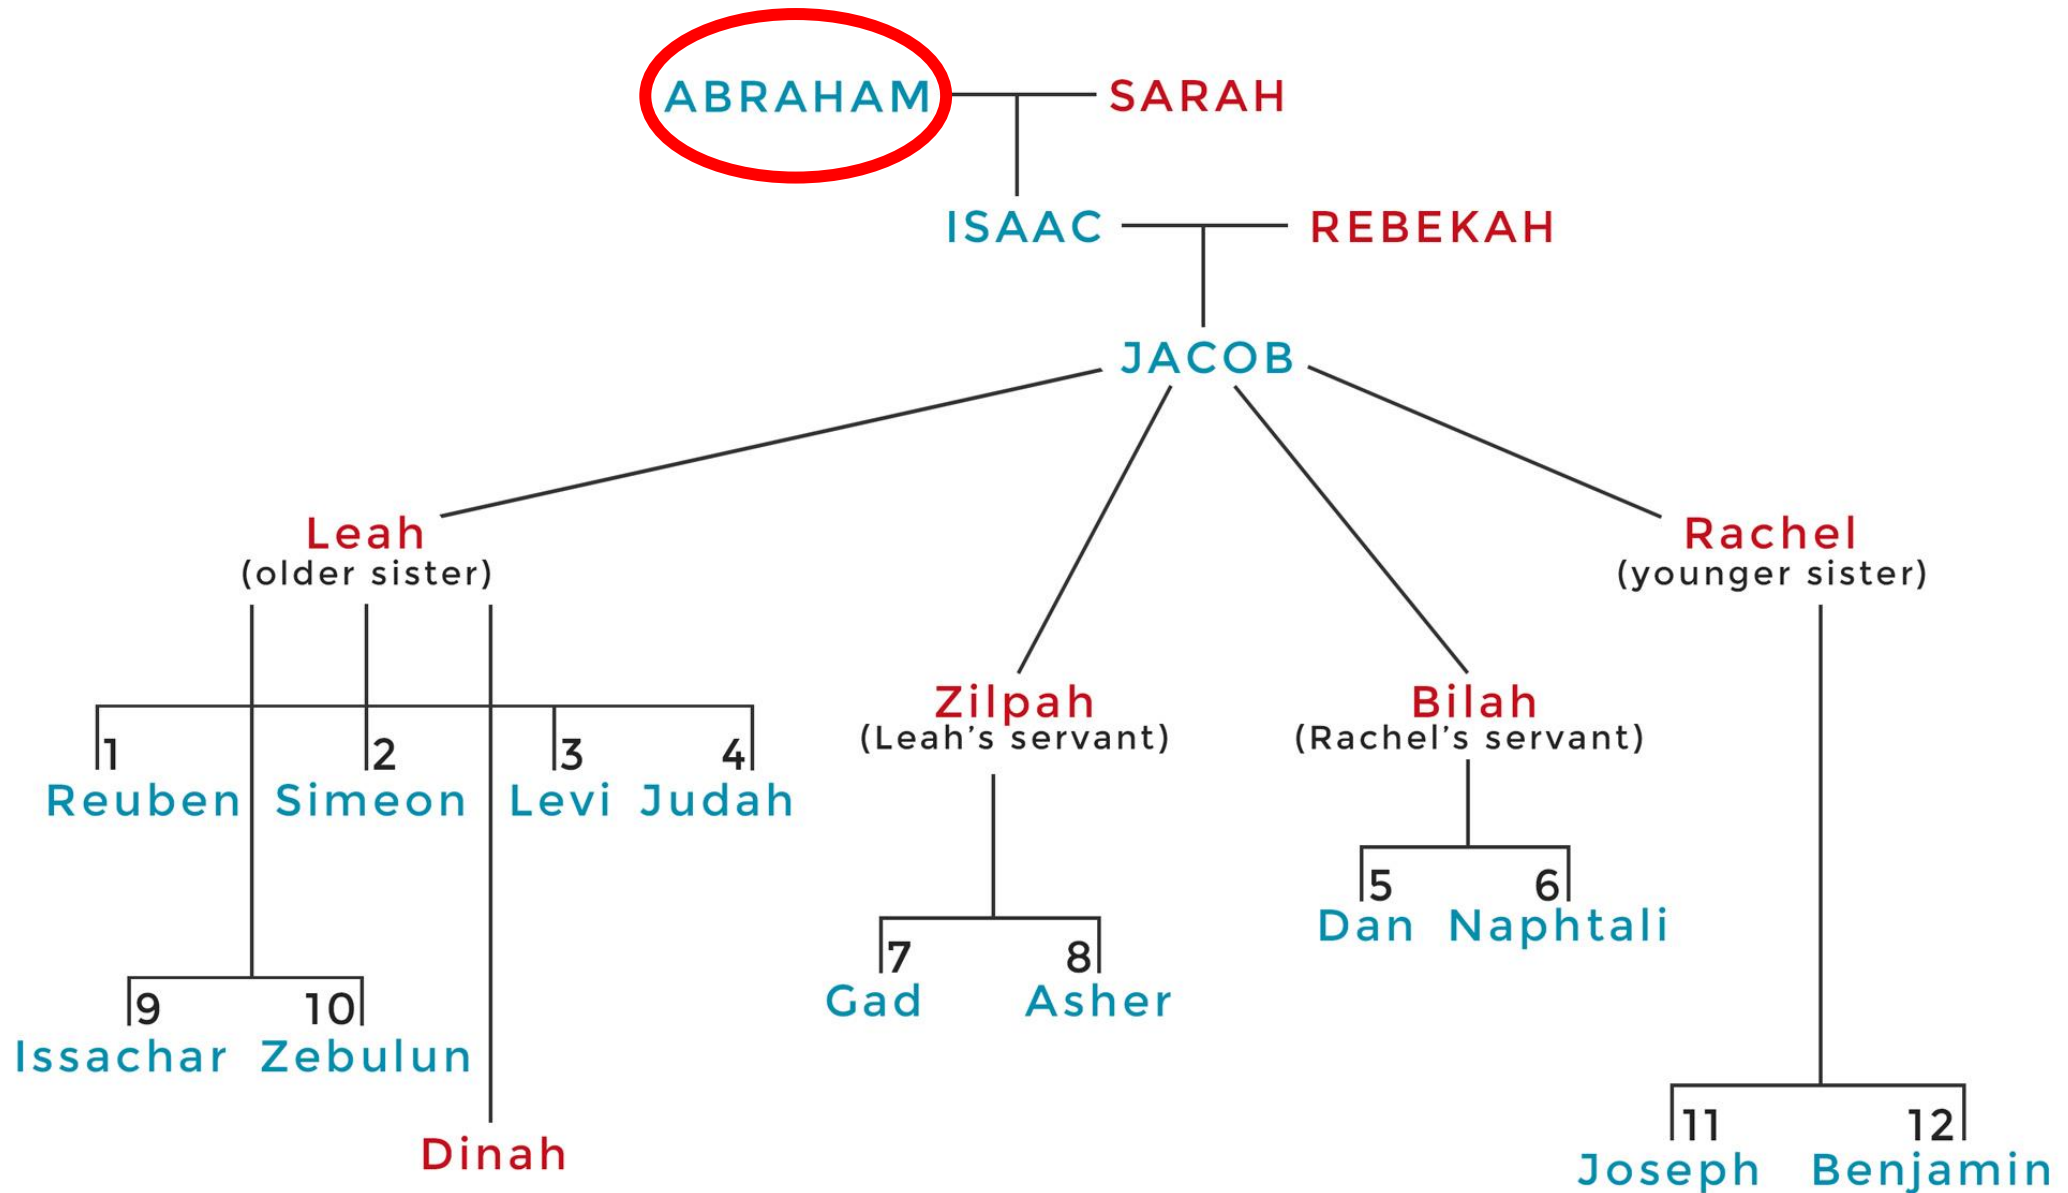 ABRAHAM SARAH
ISAAC REBEKAH
JACOB
Leah Rachel
(older sister) (younger sister)
Zilpah Bilah
(Leah's servant) (Rachel's servant)
1 2 3 4
Reuben Simeon Levi Judah
5 6
Dan Naphtali
7 8
Gad Asher
9 10
Issachar Zebulun
11 12
Dinah
Joseph Benjamin